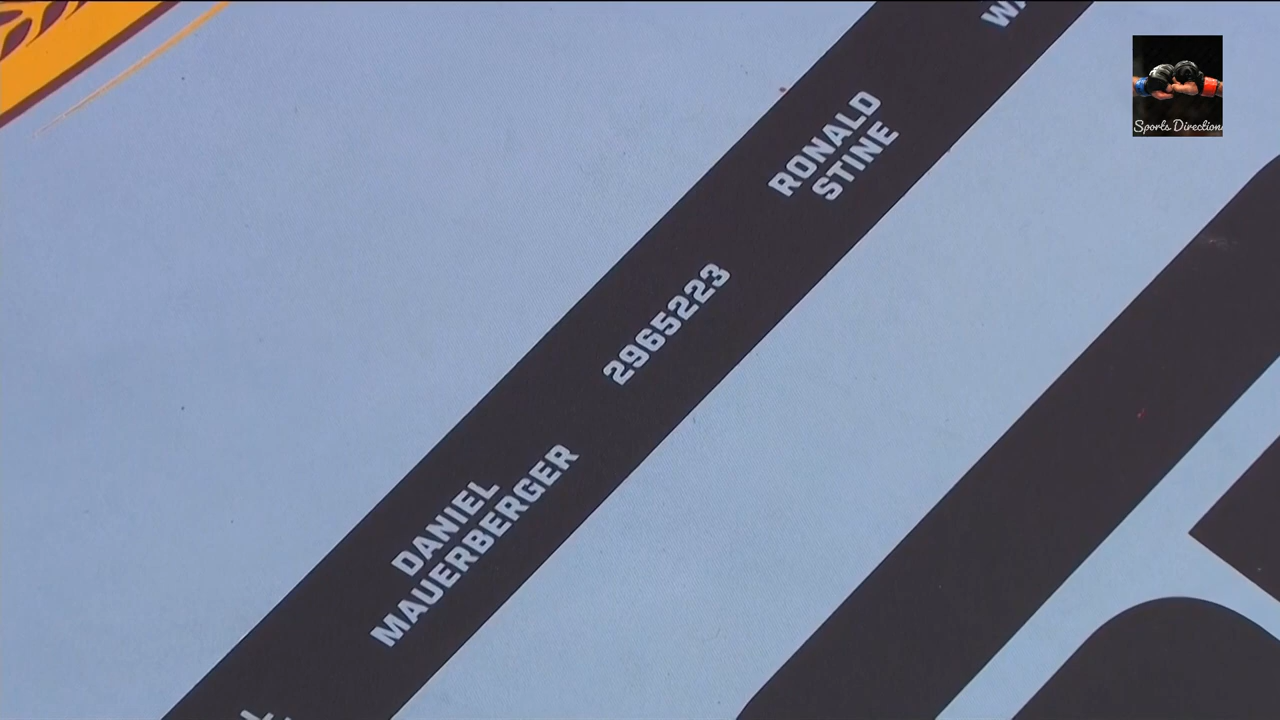 RONALD
STINE
2965223
DANIEL
MAUERBERGER
Sports Direction